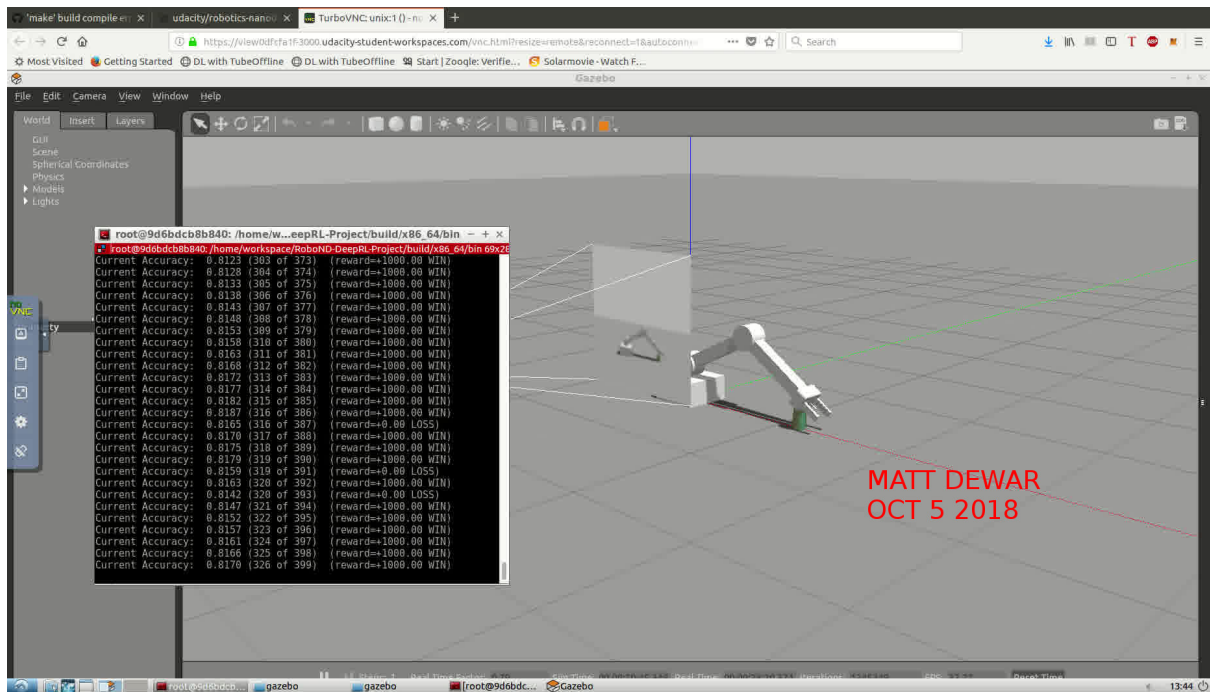 'make' build compile err
udacity/robotics-nano
TurboVNC: unix:1 () - no
https://view0dfcfa1f-3000.udacity-student-workspaces.com/vnc.html?resize=remote&reconnect=1&autoconne
Search
Most Visited Getting Started DL with TubeOffline DL with TubeOffline Start | Zooqle: Verifie... Solarmovie - Watch F...
Gazebo
File Edit Camera View Window Help
World Insert Layers
GUI
Scene
Spherical Coordinates
Physics
Models
Lights
root@9d6bdcb8b840: /home/w...eepRL-Project/build/x86_64/bin
root@9d6bdcb8b840: /home/workspace/RoboND-DeepRL-Project/build/x86_64/bin 69x28
Current Accuracy: 0.8123 (303 of 373) (reward=+1000.00 WIN)
Current Accuracy: 0.8128 (304 of 374) (reward=+1000.00 WIN)
Current Accuracy: 0.8133 (305 of 375) (reward=+1000.00 WIN)
Current Accuracy: 0.8138 (306 of 376) (reward=+1000.00 WIN)
Current Accuracy: 0.8143 (307 of 377) (reward=+1000.00 WIN)
Current Accuracy: 0.8148 (308 of 378) (reward=+1000.00 WIN)
Current Accuracy: 0.8153 (309 of 379) (reward=+1000.00 WIN)
Current Accuracy: 0.8158 (310 of 380) (reward=+1000.00 WIN)
Current Accuracy: 0.8163 (311 of 381) (reward=+1000.00 WIN)
Current Accuracy: 0.8168 (312 of 382) (reward=+1000.00 WIN)
Current Accuracy: 0.8172 (313 of 383) (reward=+1000.00 WIN)
Current Accuracy: 0.8177 (314 of 384) (reward=+1000.00 WIN)
Current Accuracy: 0.8182 (315 of 385) (reward=+1000.00 WIN)
Current Accuracy: 0.8187 (316 of 386) (reward=+1000.00 WIN)
Current Accuracy: 0.8165 (316 of 387) (reward=+0.00 LOSS)
Current Accuracy: 0.8170 (317 of 388) (reward=+1000.00 WIN)
Current Accuracy: 0.8175 (318 of 389) (reward=+1000.00 WIN)
Current Accuracy: 0.8179 (319 of 390) (reward=+1000.00 WIN)
Current Accuracy: 0.8159 (319 of 391) (reward=+0.00 LOSS)
Current Accuracy: 0.8163 (320 of 392) (reward=+1000.00 WIN)
Current Accuracy: 0.8142 (320 of 393) (reward=+0.00 LOSS)
Current Accuracy: 0.8147 (321 of 394) (reward=+1000.00 WIN)
Current Accuracy: 0.8152 (322 of 395) (reward=+1000.00 WIN)
Current Accuracy: 0.8157 (323 of 396) (reward=+1000.00 WIN)
Current Accuracy: 0.8161 (324 of 397) (reward=+1000.00 WIN)
Current Accuracy: 0.8166 (325 of 398) (reward=+1000.00 WIN)
Current Accuracy: 0.8170 (326 of 399) (reward=+1000.00 WIN)
MATT DEWAR
OCT 5 2018
root@9d6bdcb... gazebo gazebo [root@9d6bdc... Gazebo 13:44